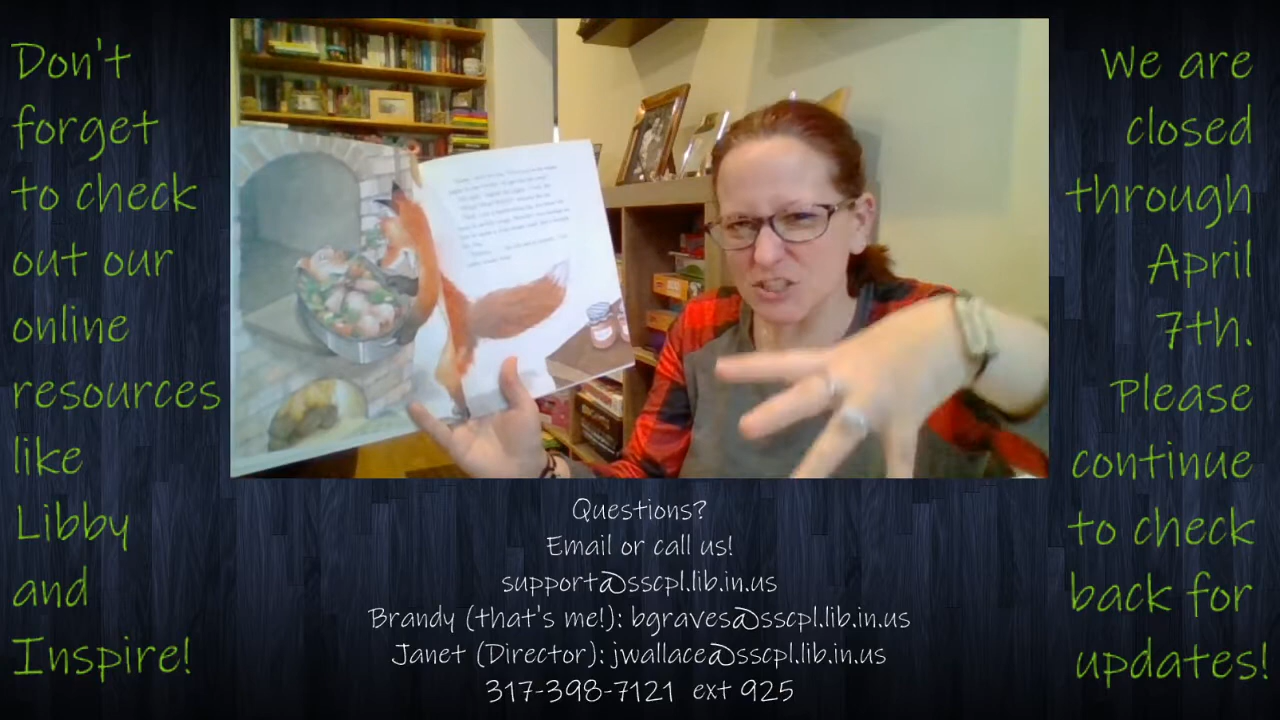 Don't
forget
to check
out our
online
resources
like
Libby
and
Inspire!
We are
closed
through
April
7th.
Please
continue
to check
back for
updates!
Questions?
Email or call us!
support@sscpl.lib.in.us
Brandy (that's me!): bgraves@sscpl.lib.in.us
Janet (Director): jwallace@sscpl.lib.in.us
317-398-7121 ext 925